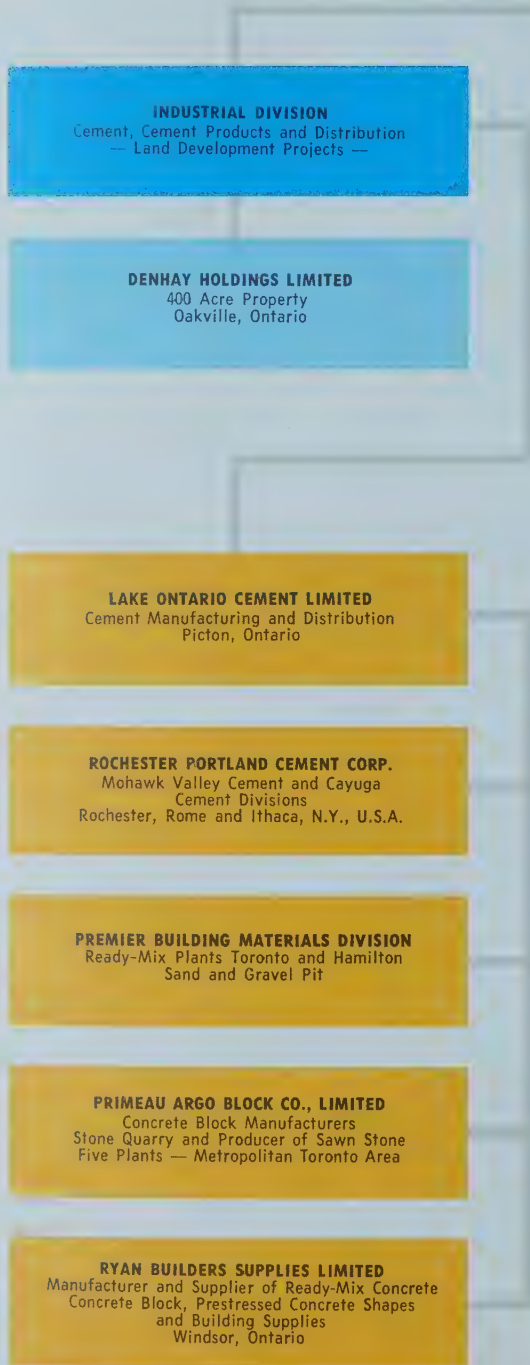 INDUSTRIAL DIVISION
Cement, Cement Products and Distribution
— Land Development Projects —
DENHAY HOLDINGS LIMITED
400 Acre Property
Oakville, Ontario
LAKE ONTARIO CEMENT LIMITED
Cement Manufacturing and Distribution
Picton, Ontario
ROCHESTER PORTLAND CEMENT CORP.
Mohawk Valley Cement and Cayuga
Cement Divisions
Rochester, Rome and Ithaca, N.Y., U.S.A.
PREMIER BUILDING MATERIALS DIVISION
Ready-Mix Plants Toronto and Hamilton
Sand and Gravel Pit
PRIMEAU ARGO BLOCK CO., LIMITED
Concrete Block Manufacturers
Stone Quarry and Producer of Sawn Stone
Five Plants — Metropolitan Toronto Area
RYAN BUILDERS SUPPLIES LIMITED
Manufacturer and Supplier of Ready-Mix Concrete
Concrete Block, Prestressed Concrete Shapes
and Building Supplies
Windsor, Ontario